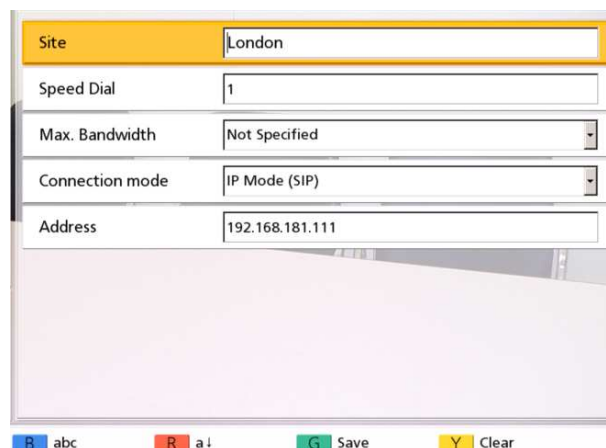 Site London
Speed Dial 1
Max. Bandwidth Not Specified
Connection mode IP Mode (SIP)
Address 192.168.181.111
B abc R a↓ G Save Y Clear